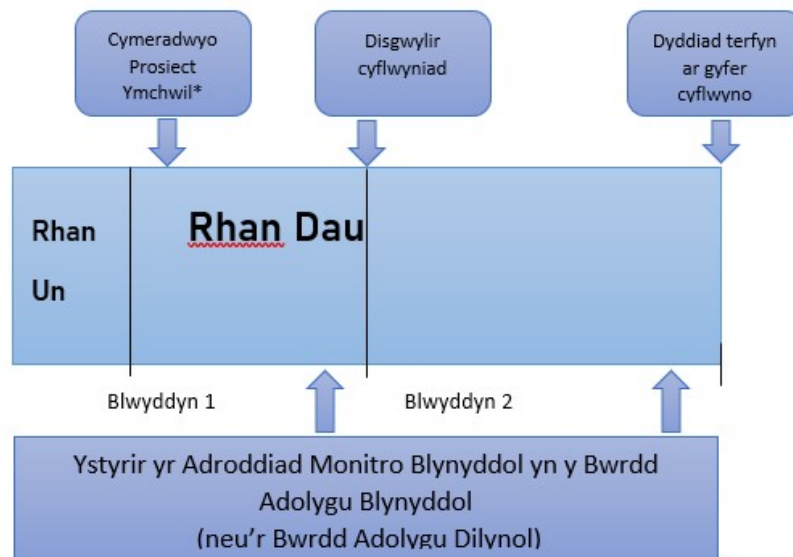 Cymeradwyo
Prosiect
Ymchwil*
Disgwylir
cyflwyniad
Dyddiad terfyn
ar gyfer
cyflwyno
Rhan
Un
Rhan Dau
Blwyddyn 1
Blwyddyn 2
Ystyrir yr Adroddiad Monitro Blynyddol yn y Bwrdd
Adolygu Blynyddol
(neu'r Bwrdd Adolygu Dilynol)